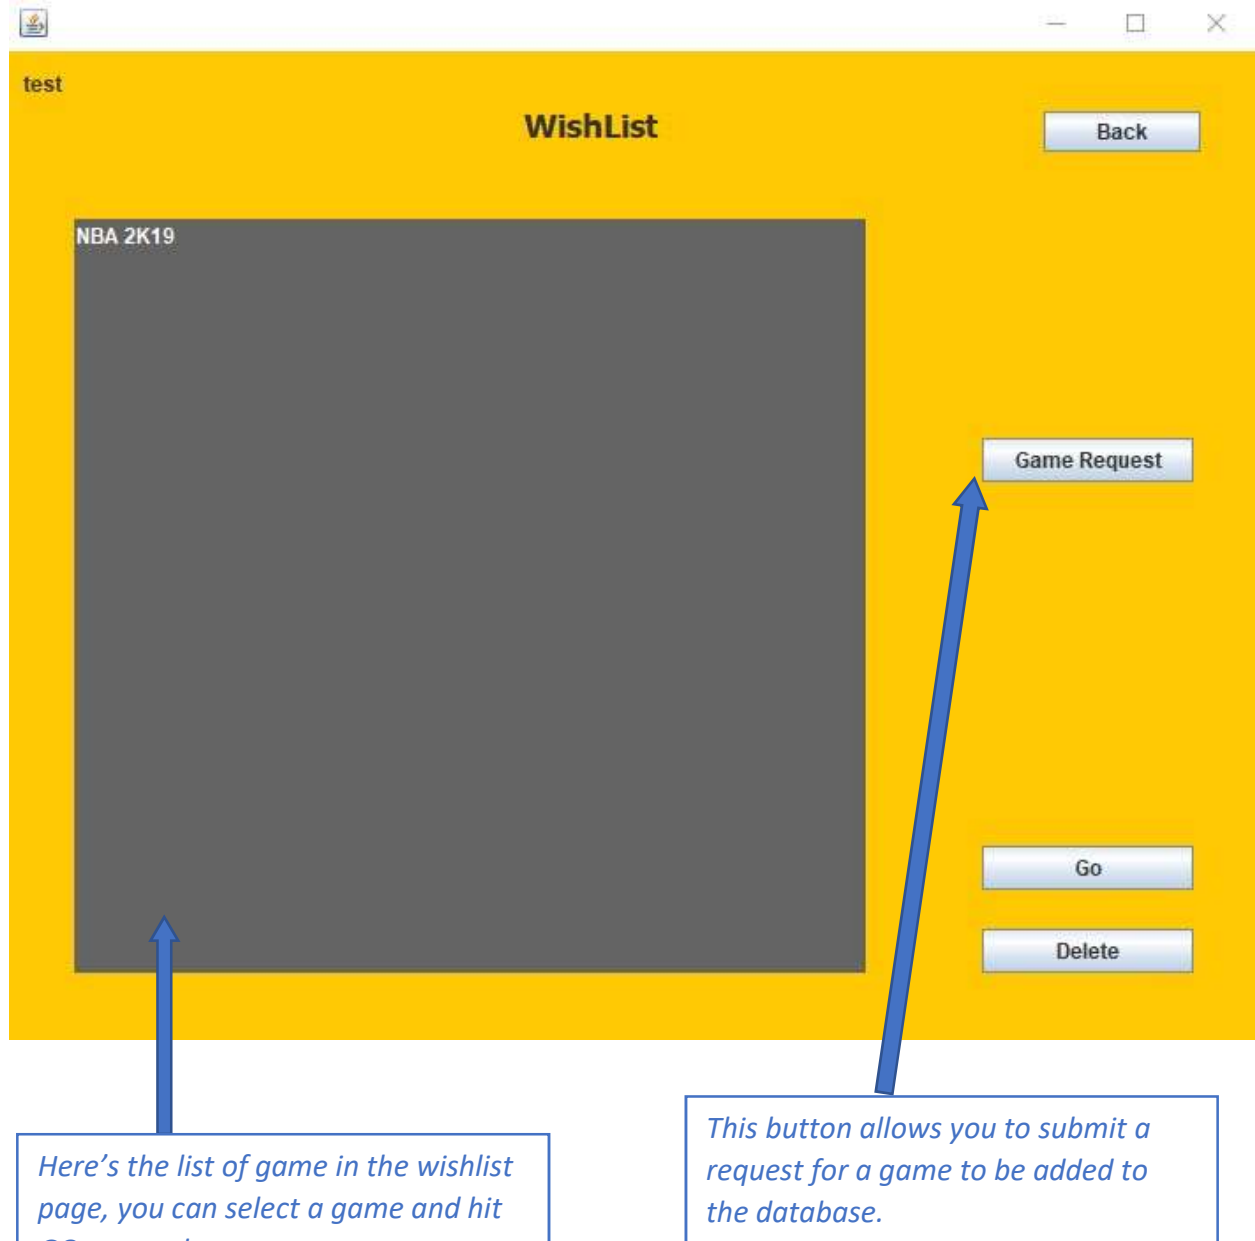 test
WishList
Back
NBA 2K19
Game Request
Go
Delete
Here’s the list of game in the wishlist
page, you can select a game and hit
This button allows you to submit a
request for a game to be added to
the database.